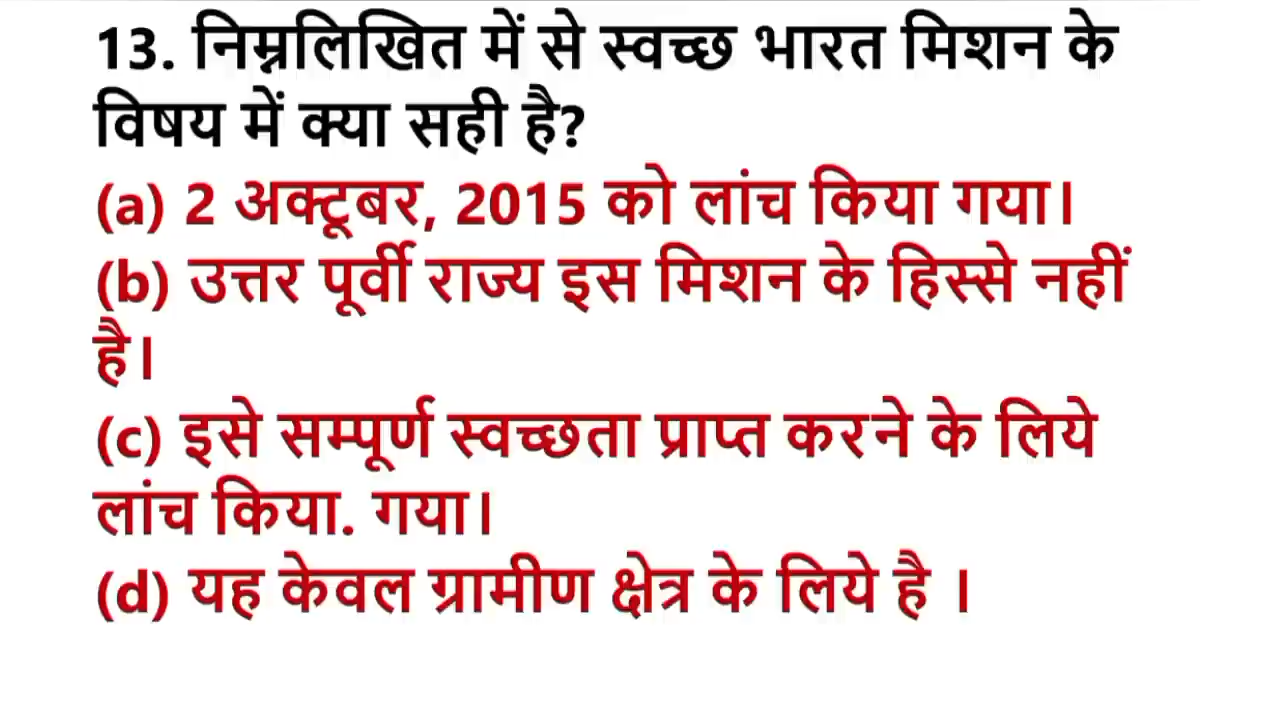 13. निम्नलिखित में से स्वच्छ भारत मिशन के
विषय में क्या सही है?
(a) 2 अक्टूबर, 2015 को लांच किया गया।
(b) उत्तर पूर्वी राज्य इस मिशन के हिस्से नहीं
है।
(c) इसे सम्पूर्ण स्वच्छता प्राप्त करने के लिये
लांच किया. गया।
(d) यह केवल ग्रामीण क्षेत्र के लिये है ।